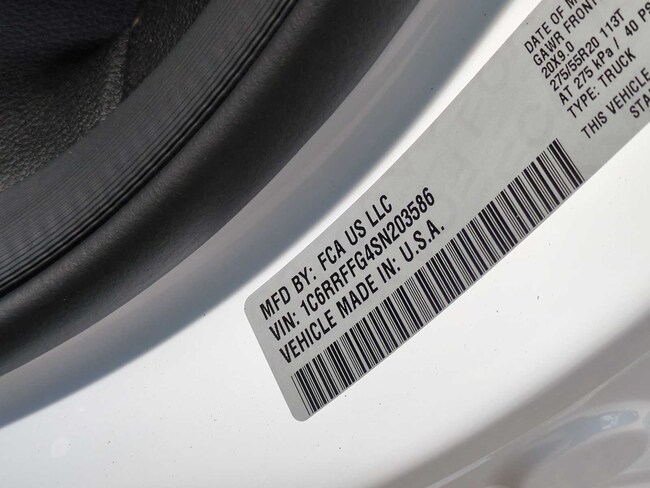 MFD BY: FCA US LLC
VIN: 1C6RRFFG4SN203586
VEHICLE MADE IN: U.S.A.
DATE OF M
GAWR FRONT
20X9.0
275/55R20 113T
AT 275 kPa / 40 PS
TYPE: TRUCK
THIS VEHICLE
STA